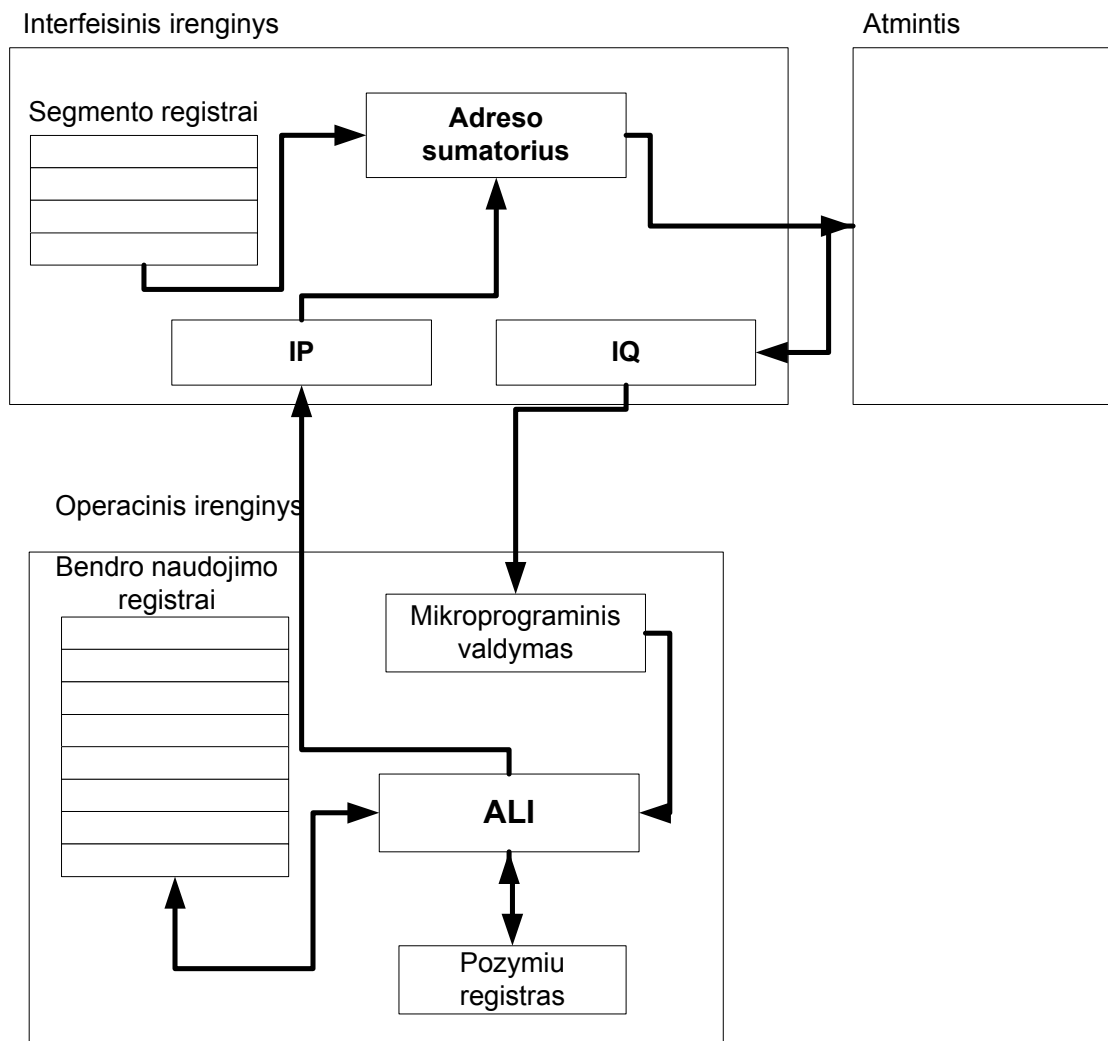 Interfeisinis irenginys
Atmintis
Segmento registrai
Adreso
sumatorius
IP
IQ
Operacinis irenginys
Bendro naudojimo
registrai
Mikroprograminis
valdymas
ALI
Pozymiu
registras